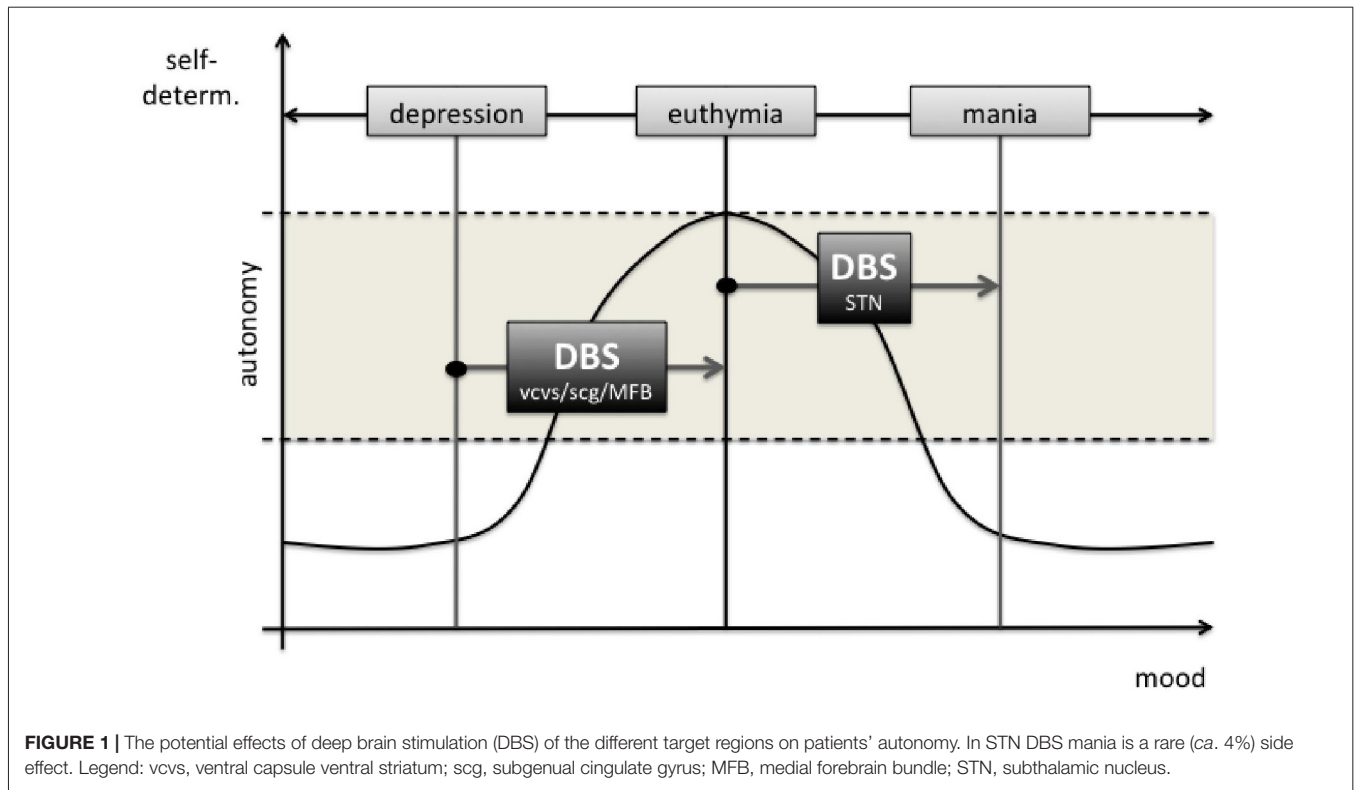 self-
determ.
depression
euthymia
mania
autonomy
DBS
STN
DBS
vcvs/scg/MFB
mood
FIGURE 1 | The potential effects of deep brain stimulation (DBS) of the different target regions on patients’ autonomy. In STN DBS mania is a rare (ca. 4%) side
effect. Legend: vcvs, ventral capsule ventral striatum; scg, subgenual cingulate gyrus; MFB, medial forebrain bundle; STN, subthalamic nucleus.